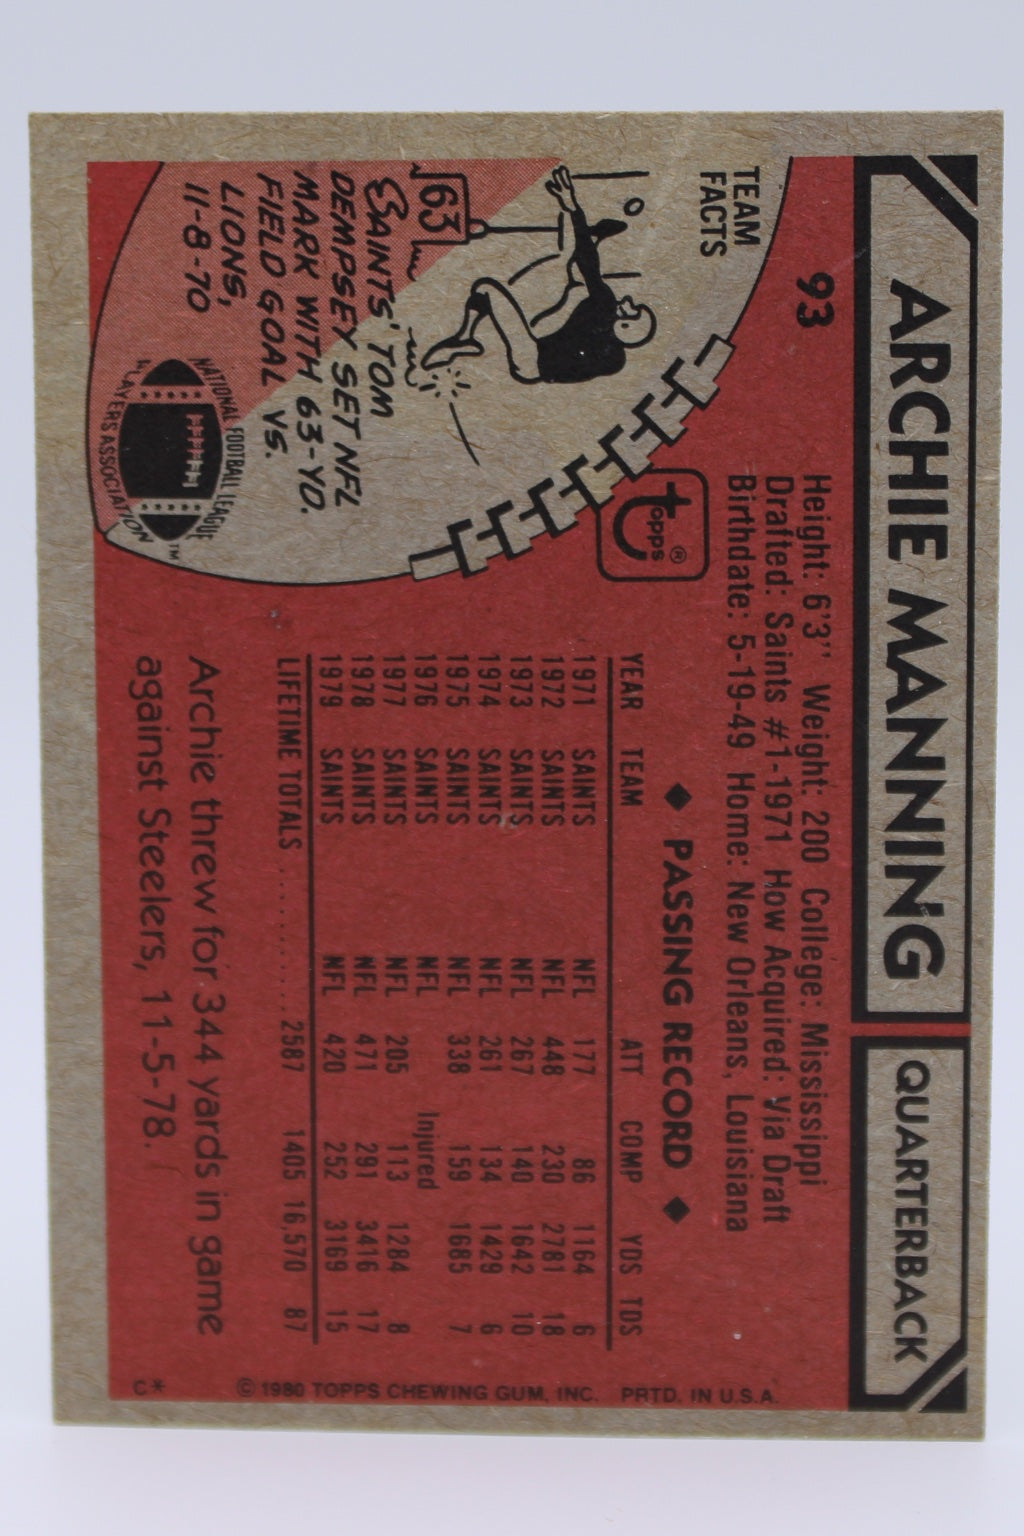 ARCHIE MANNING
QUARTERBACK
93
Height: 6'3" Weight: 200 College: Mississippi
Drafted: Saints #1-1971 How Acquired: Via Draft
Birthdate: 5-19-49 Home: New Orleans, Louisiana
TEAM
FACTS
63
SAINTS' TOM
DEMPSEY SET NFL
MARK WITH 63-YD.
FIELD GOAL VS.
LIONS,
11-8-70
NATIONAL FOOTBALL LEAGUE
PLAYERS ASSOCIATION ™
topps ®
◆ PASSING RECORD ◆
YEAR TEAM ATT COMP YDS TDS
1971 SAINTS NFL 177 86 1164 6
1972 SAINTS NFL 448 230 2781 18
1973 SAINTS NFL 267 140 1642 10
1974 SAINTS NFL 261 134 1429 6
1975 SAINTS NFL 338 159 1685 7
1976 SAINTS NFL Injured
1977 SAINTS NFL 205 113 1284 8
1978 SAINTS NFL 471 291 3416 17
1979 SAINTS NFL 420 252 3169 15
LIFETIME TOTALS .......... 2587 1405 16,570 87
Archie threw for 344 yards in game
against Steelers, 11-5-78.
C* © 1980 TOPPS CHEWING GUM, INC. PRTD. IN U.S.A.